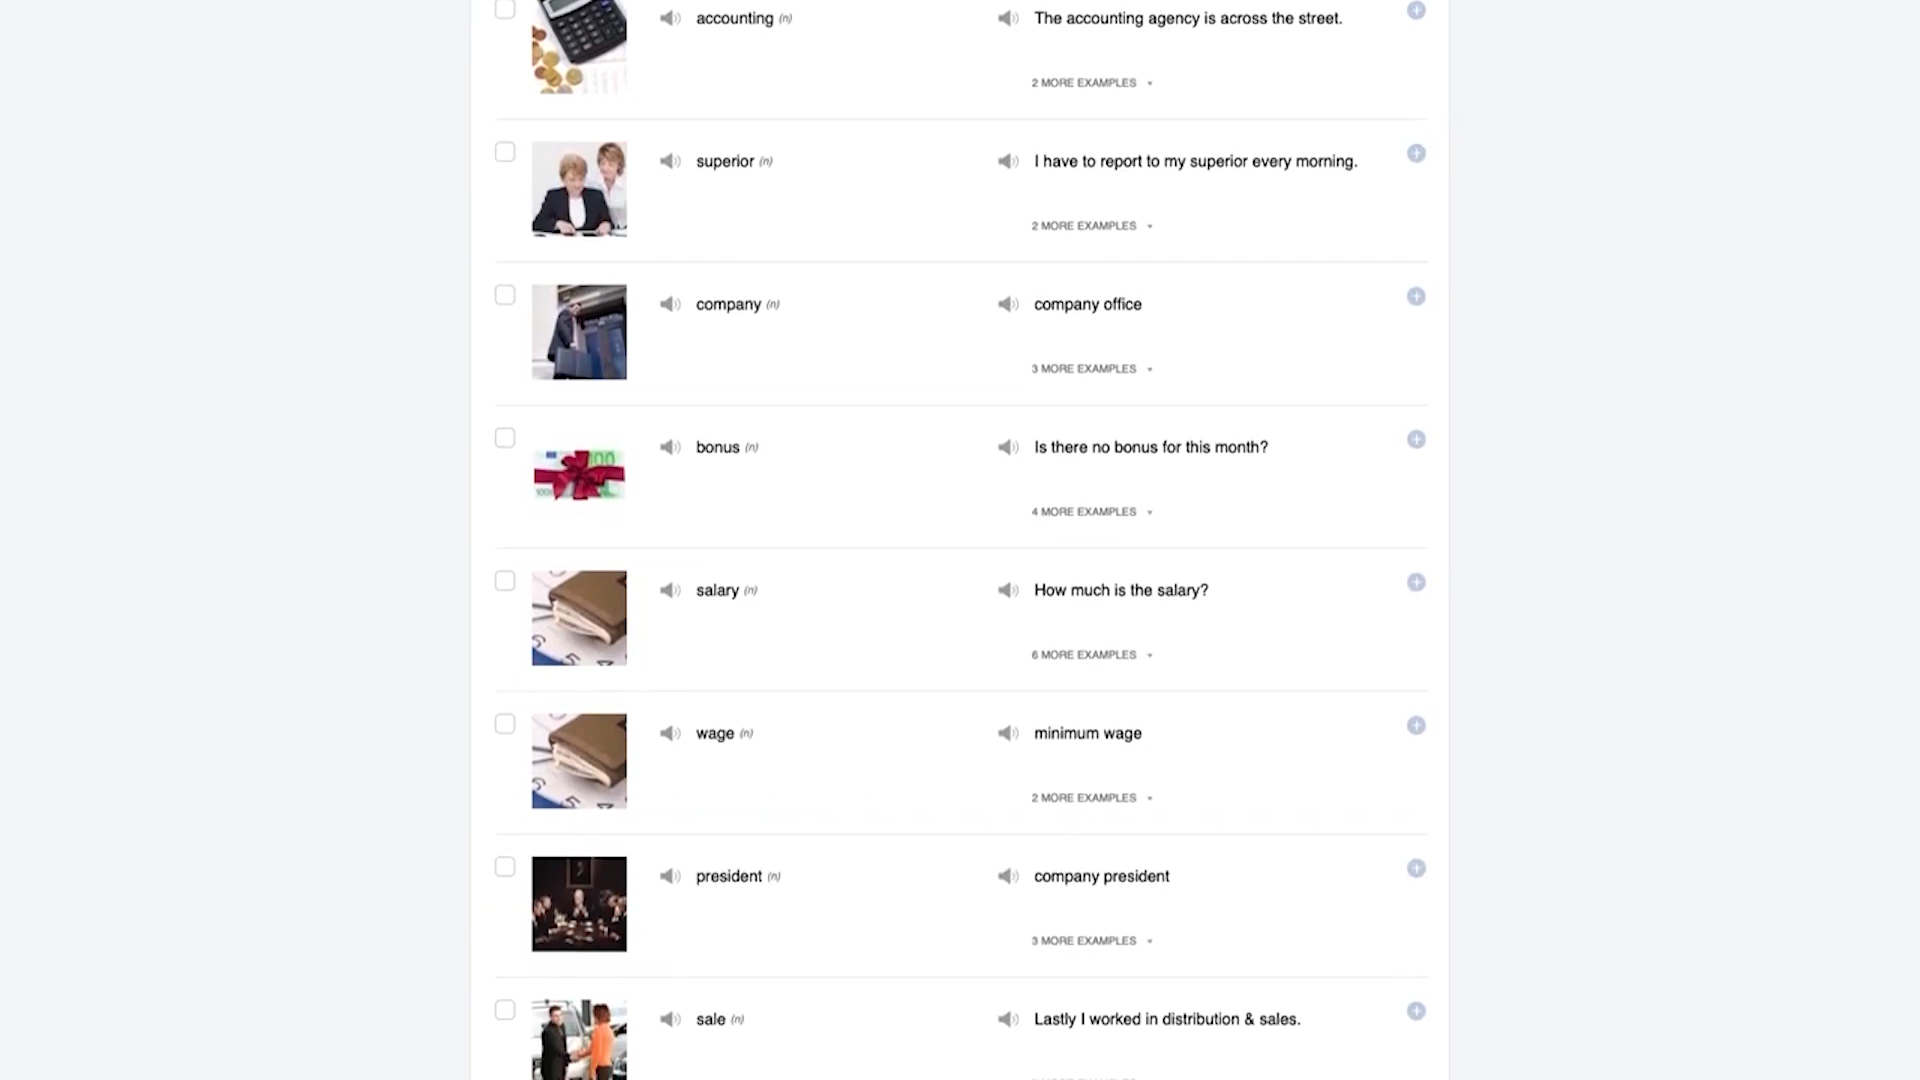 accounting (n)
The accounting agency is across the street.
2 MORE EXAMPLES
superior (n)
I have to report to my superior every morning.
2 MORE EXAMPLES
company (n)
company office
3 MORE EXAMPLES
bonus (n)
Is there no bonus for this month?
100
100
4 MORE EXAMPLES
salary (n)
How much is the salary?
6 MORE EXAMPLES
wage (n)
minimum wage
2 MORE EXAMPLES
president (n)
company president
3 MORE EXAMPLES
sale (n)
Lastly I worked in distribution & sales.